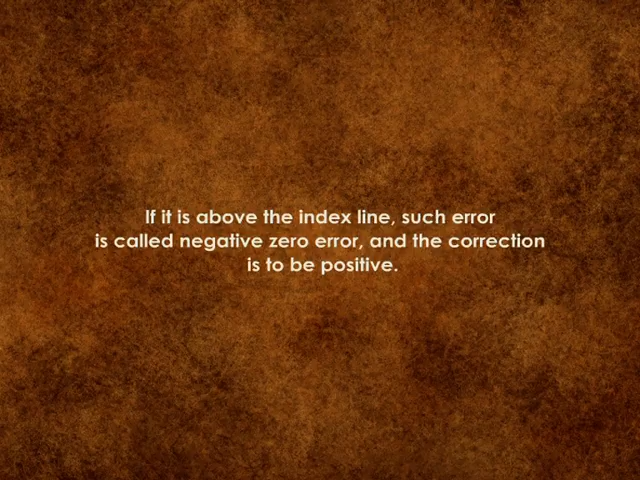 If it is above the index line, such error
is called negative zero error, and the correction
is to be positive.